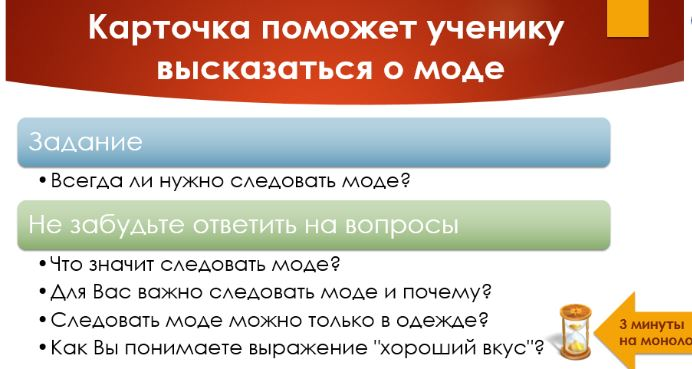 Карточка поможет ученику
высказаться о моде
Задание
•Всегда ли нужно следовать моде?
Не забудьте ответить на вопросы
•Что значит следовать моде?
•Для Вас важно следовать моде и почему?
•Следовать моде можно только в одежде?
•Как Вы понимаете выражение "хороший вкус"?
3 минуты
на моноло